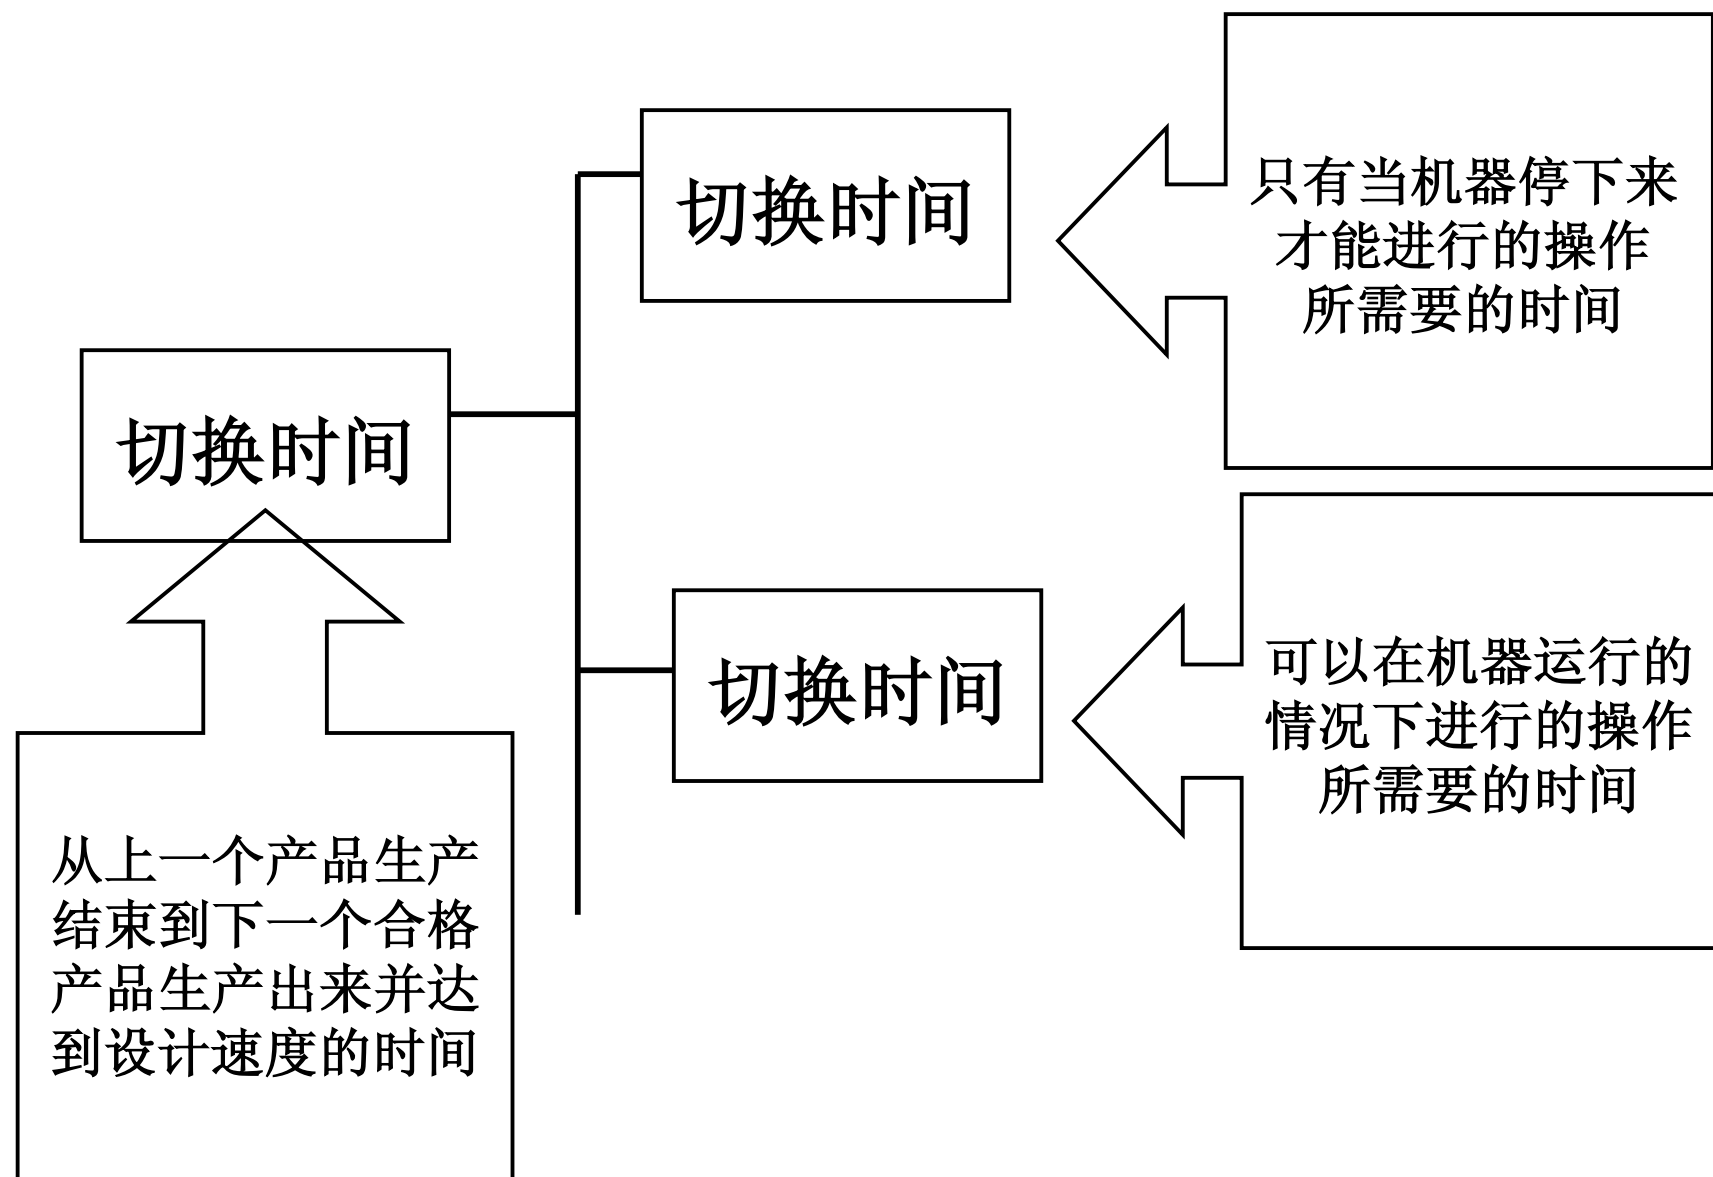 切换时间
只有当机器停下来
才能进行的操作
所需要的时间
切换时间
切换时间
可以在机器运行的
情况下进行的操作
所需要的时间
从上一个产品生产
结束到下一个合格
产品生产出来并达
到设计速度的时间